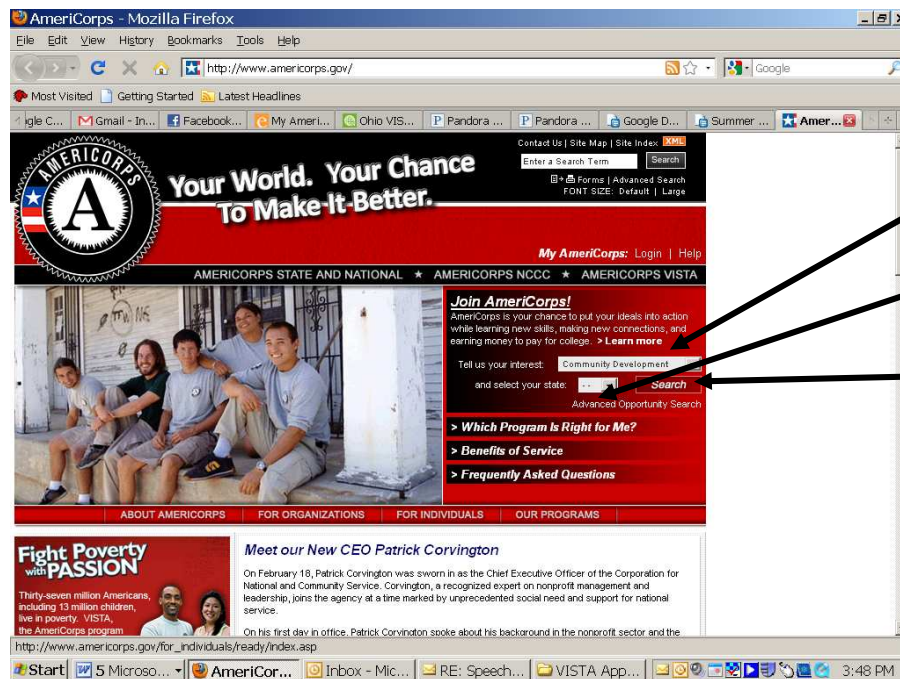 AmeriCorps - Mozilla Firefox
File Edit View History Bookmarks Tools Help
http://www.americorps.gov/
Google
Most Visited Getting Started Latest Headlines
gle C... Gmail - In... Facebook... My Ameri... Ohio VIS... Pandora ... Pandora ... Google D... Summer ... Amer...
Contact Us | Site Map | Site Index XML
Enter a Search Term Search
Forms | Advanced Search
FONT SIZE: Default | Large
AMERICORPS
A
Your World. Your Chance
To Make It Better.
My AmeriCorps: Login | Help
AMERICORPS STATE AND NATIONAL ★ AMERICORPS NCCC ★ AMERICORPS VISTA
Join AmeriCorps!
AmeriCorps is your chance to put your ideals into action
while learning new skills, making new connections, and
earning money to pay for college. > Learn more
Tell us your interest: Community Development
and select your state: -- Search
Advanced Opportunity Search
> Which Program Is Right for Me?
> Benefits of Service
> Frequently Asked Questions
ABOUT AMERICORPS FOR ORGANIZATIONS FOR INDIVIDUALS OUR PROGRAMS
Fight Poverty
with PASSION
Thirty-seven million Americans,
including 13 million children,
live in poverty. VISTA,
the AmeriCorps program
Meet our New CEO Patrick Corvington
On February 18, Patrick Corvington was sworn in as the Chief Executive Officer of the Corporation for
National and Community Service. Corvington, a recognized expert on nonprofit management and
leadership, joins the agency at a time marked by unprecedented social need and support for national
service.
On his first day in office, Patrick Corvington spoke about his background in the nonprofit sector and the
http://www.americorps.gov/for_individuals/ready/index.asp
Start 5 Microso... AmeriCor... Inbox - Mic... RE: Speech... VISTA App... 3:48 PM